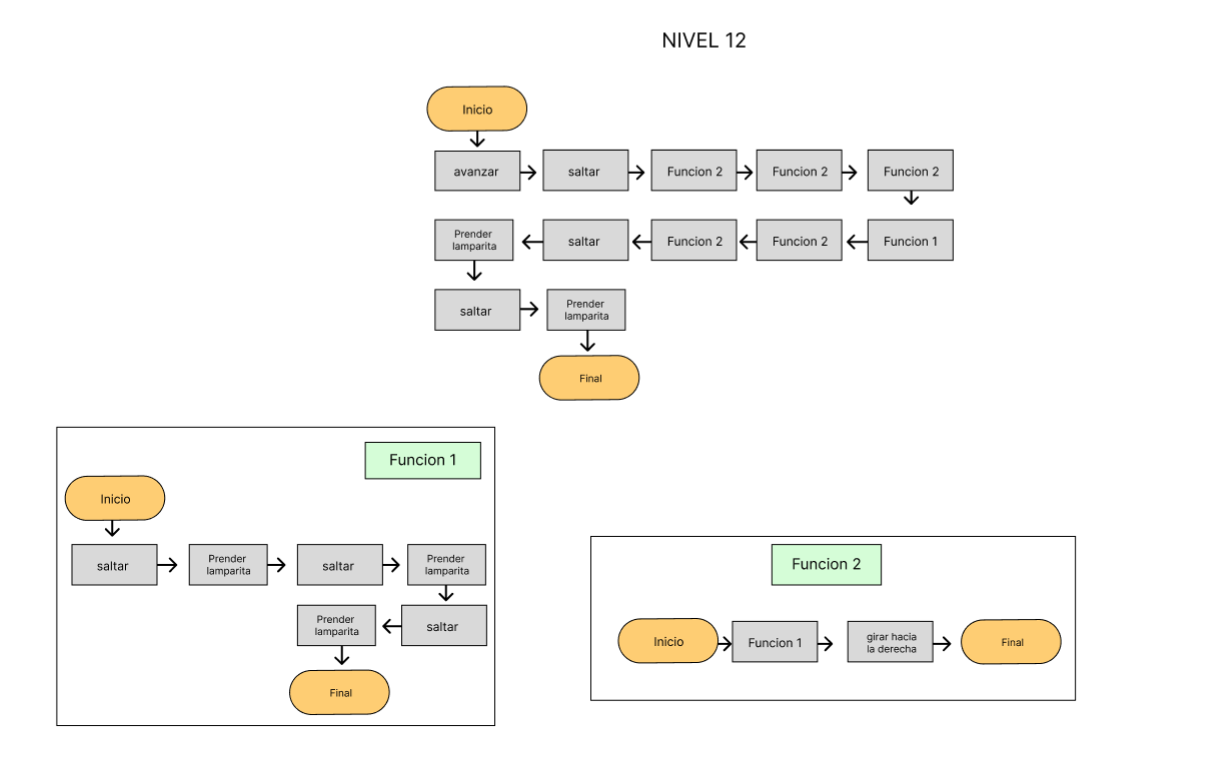 NIVEL 12
Inicio
avanzar
saltar
Funcion 2
Funcion 2
Funcion 2
Funcion 1
Funcion 2
Funcion 2
saltar
Prender
lamparita
saltar
Prender
lamparita
Final
Funcion 1
Inicio
saltar
Prender
lamparita
saltar
Prender
lamparita
saltar
Prender
lamparita
Final
Funcion 2
Inicio
Funcion 1
girar hacia
la derecha
Final